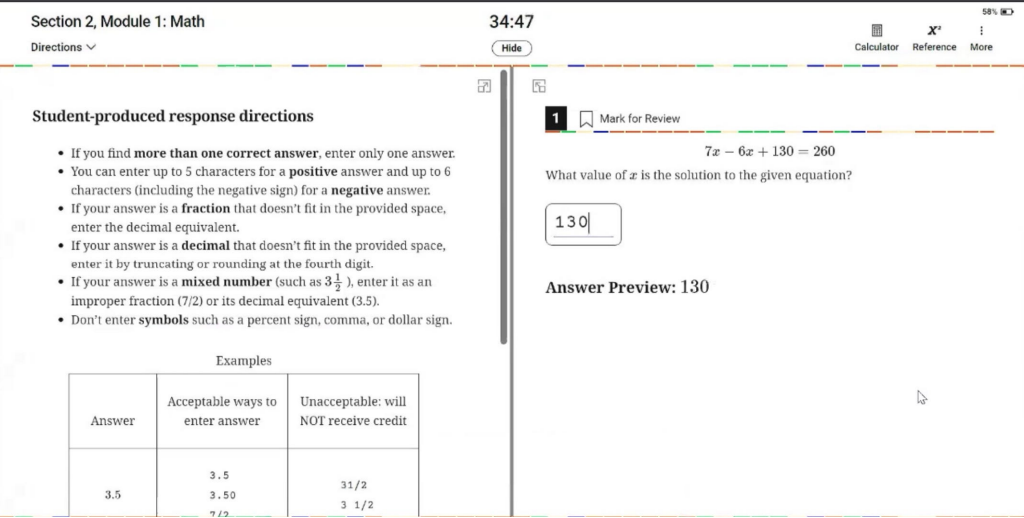 Section 2, Module 1: Math
Directions
34:47
Hide
58%
Calculator
X²
Reference
More
Student-produced response directions
• If you find more than one correct answer, enter only one answer.
• You can enter up to 5 characters for a positive answer and up to 6
characters (including the negative sign) for a negative answer.
• If your answer is a fraction that doesn't fit in the provided space,
enter the decimal equivalent.
• If your answer is a decimal that doesn't fit in the provided space,
enter it by truncating or rounding at the fourth digit.
• If your answer is a mixed number (such as 3 1/2 ), enter it as an
improper fraction (7/2) or its decimal equivalent (3.5).
• Don't enter symbols such as a percent sign, comma, or dollar sign.
Examples
Answer
Acceptable ways to
enter answer
Unacceptable: will
NOT receive credit
3.5
3.5
3.50
7/2
31/2
3 1/2
1
Mark for Review
7x − 6x + 130 = 260
What value of x is the solution to the given equation?
130
Answer Preview: 130